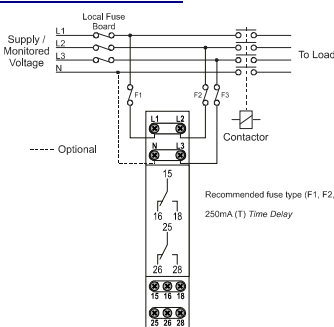 Local Fuse
Board
Supply /
Monitored
Voltage
L1
L2
L3
N
To Load
F1
F2
F3
L1
L2
N
L3
Contactor
Optional
15
16
18
25
26
28
Recommended fuse type (F1, F2,
250mA (T) Time Delay
15
16
18
25
26
28